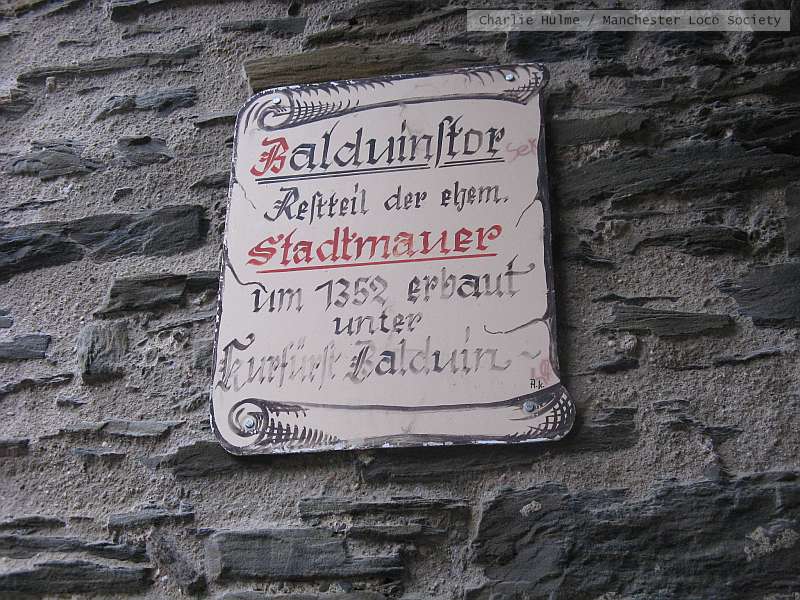 Charlie Hulme / Manchester Loco Society
Balduinstor
Restteil der ehem.
Stadtmauer
um 1352 erbaut
unter
Kurfürst Balduin ~
A.K.